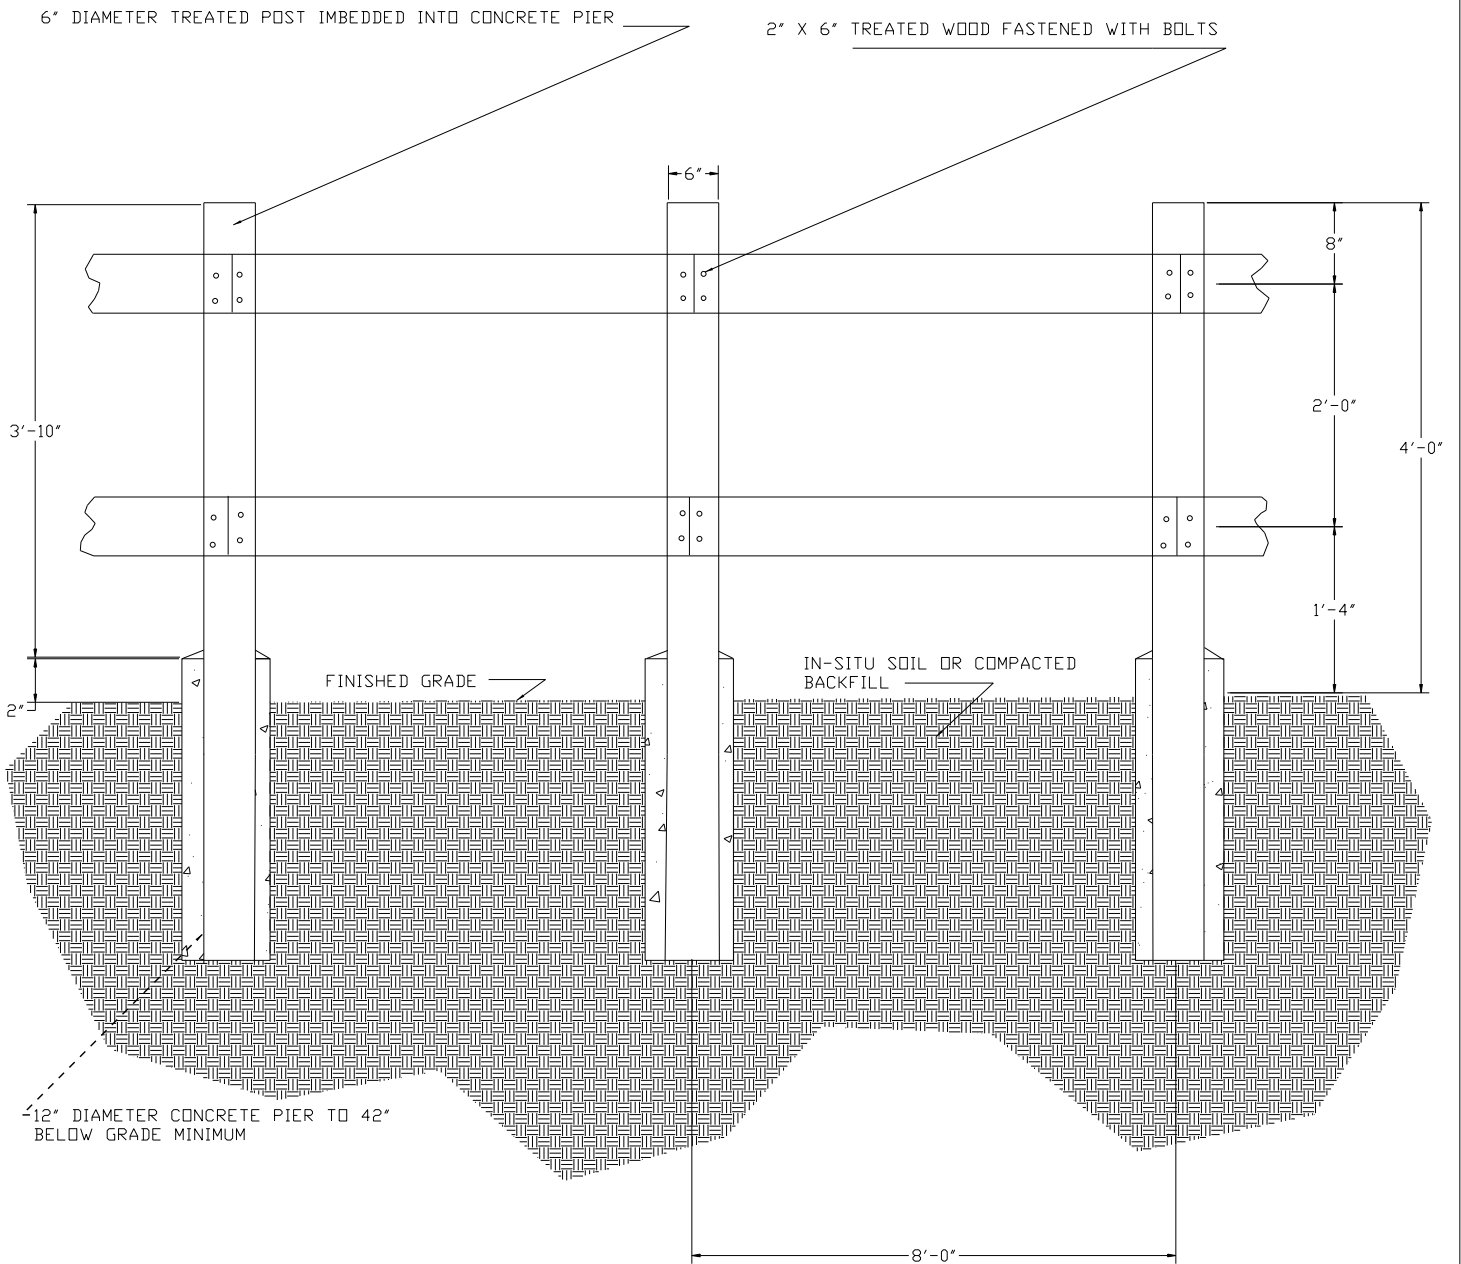 6" DIAMETER TREATED POST IMBEDDED INTO CONCRETE PIER
2" X 6" TREATED WOOD FASTENED WITH BOLTS
6"
8"
3'-10"
2'-0"
4'-0"
1'-4"
IN-SITU SOIL OR COMPACTED
BACKFILL
FINISHED GRADE
2"
12" DIAMETER CONCRETE PIER TO 42"
BELOW GRADE MINIMUM
8'-0"